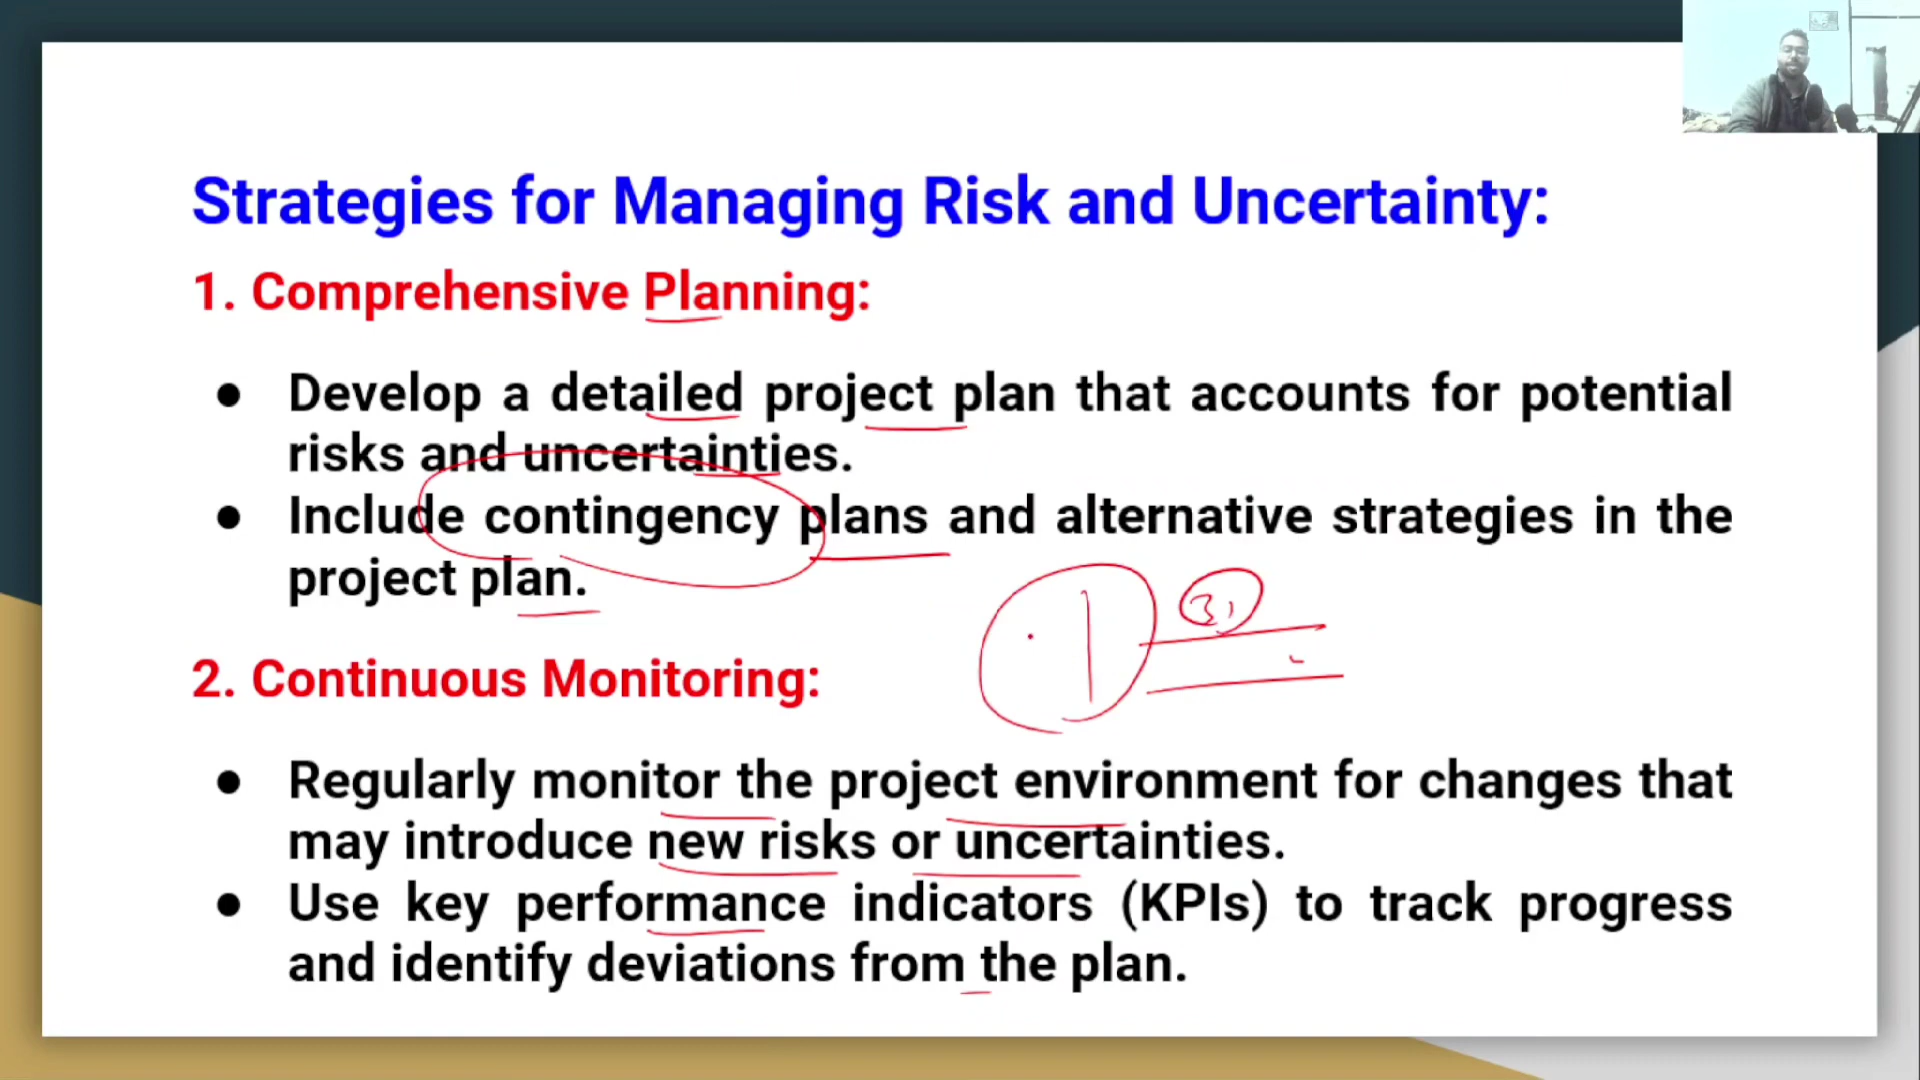 Strategies for Managing Risk and Uncertainty:
1. Comprehensive Planning:
● Develop a detailed project plan that accounts for potential
risks and uncertainties.
● Include contingency plans and alternative strategies in the
project plan.
2. Continuous Monitoring:
● Regularly monitor the project environment for changes that
may introduce new risks or uncertainties.
● Use key performance indicators (KPIs) to track progress
and identify deviations from the plan.